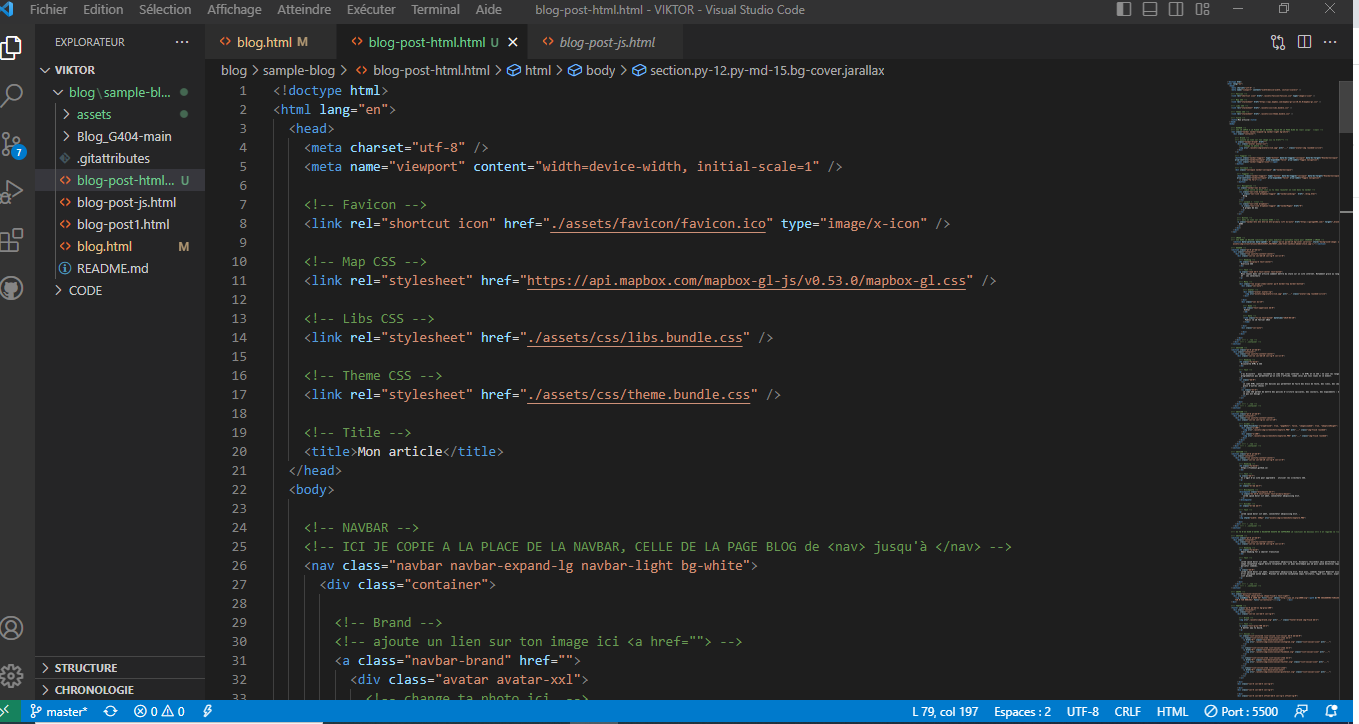 Fichier Edition Sélection Affichage Atteindre Exécuter Terminal Aide blog-post-html.html - VIKTOR - Visual Studio Code
EXPLORATEUR ··· blog.html M blog-post-html.html U blog-post-js.html
blog > sample-blog > blog-post-html.html > html > body > section.py-12.py-md-15.bg-cover.jarallax
VIKTOR
blog\sample-bl...
assets
Blog_G404-main
.gitattributes
blog-post-html... U
blog-post-js.html
blog-post1.html
blog.html M
README.md
CODE
STRUCTURE
CHRONOLOGIE
7
1 <!doctype html>
2 <html lang="en">
3 <head>
4 <meta charset="utf-8" />
5 <meta name="viewport" content="width=device-width, initial-scale=1" />
6
7 <!-- Favicon -->
8 <link rel="shortcut icon" href="./assets/favicon/favicon.ico" type="image/x-icon" />
9
10 <!-- Map CSS -->
11 <link rel="stylesheet" href="https://api.mapbox.com/mapbox-gl-js/v0.53.0/mapbox-gl.css" />
12
13 <!-- Libs CSS -->
14 <link rel="stylesheet" href="./assets/css/libs.bundle.css" />
15
16 <!-- Theme CSS -->
17 <link rel="stylesheet" href="./assets/css/theme.bundle.css" />
18
19 <!-- Title -->
20 <title>Mon article</title>
21 </head>
22 <body>
23
24 <!-- NAVBAR -->
25 <!-- ICI JE COPIE A LA PLACE DE LA NAVBAR, CELLE DE LA PAGE BLOG de <nav> jusqu'à </nav> -->
26 <nav class="navbar navbar-expand-lg navbar-light bg-white">
27 <div class="container">
28
29 <!-- Brand -->
30 <!-- ajoute un lien sur ton image ici <a href=""> -->
31 <a class="navbar-brand" href="">
32 <div class="avatar avatar-xxl">
33 <!-- change ta photo ici -->
master* 0 0 L 79, col 197 Espaces : 2 UTF-8 CRLF HTML Port : 5500